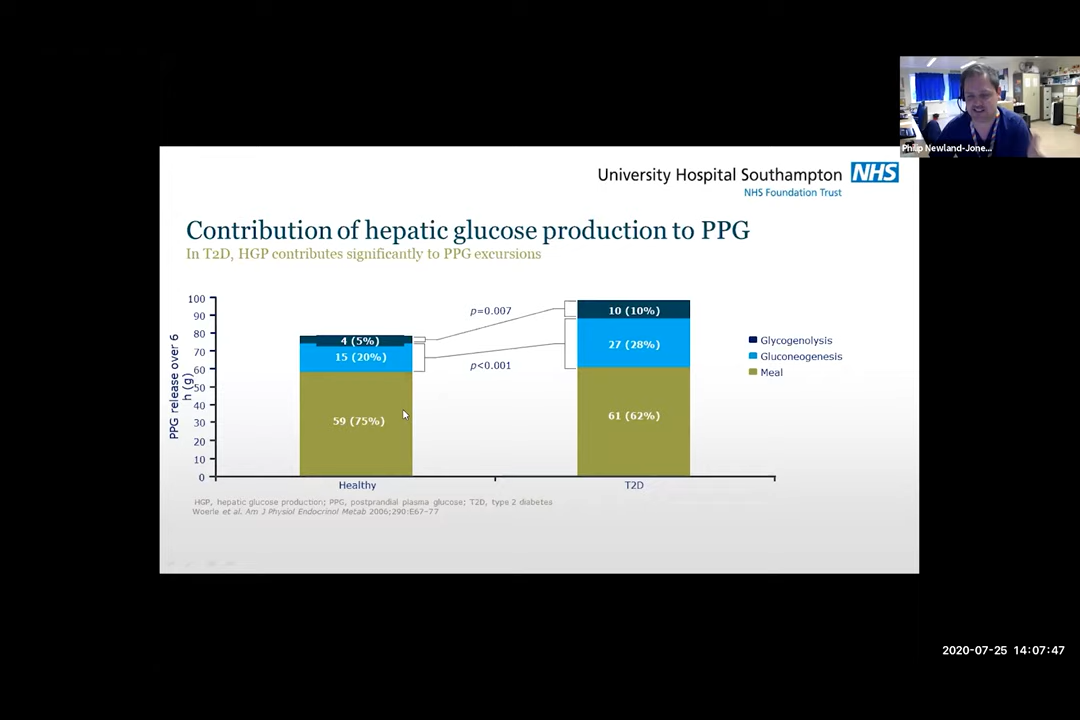 Philip Newland-Jone...
University Hospital Southampton NHS
NHS Foundation Trust
Contribution of hepatic glucose production to PPG
In T2D, HGP contributes significantly to PPG excursions
PPG release over 6
h (g)
100
90
80
70
60
50
40
30
20
10
0
4 (5%)
15 (20%)
59 (75%)
p=0.007
p<0.001
10 (10%)
27 (28%)
61 (62%)
Glycogenolysis
Gluconeogenesis
Meal
Healthy
T2D
HGP, hepatic glucose production; PPG, postprandial plasma glucose; T2D, type 2 diabetes
Woerle et al. Am J Physiol Endocrinol Metab 2006;290:E67–77
2020-07-25 14:07:47